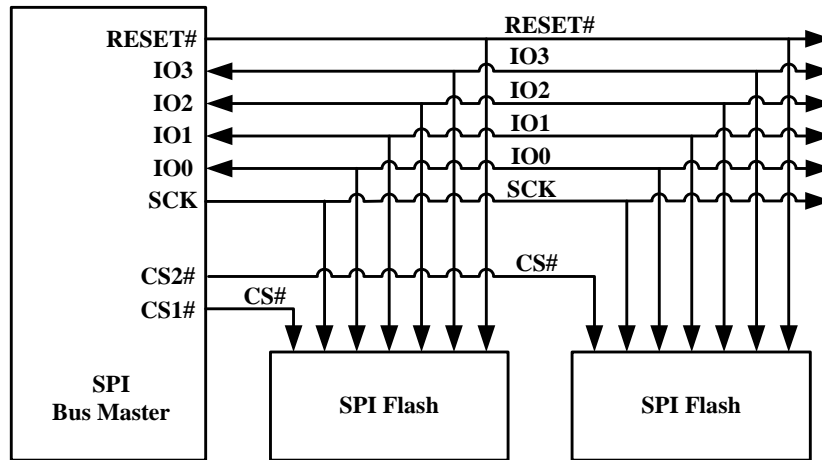 RESET# RESET#
IO3 IO3
IO2 IO2
IO1 IO1
IO0 IO0
SCK SCK
CS2# CS#
CS1# CS#
SPI
Bus Master
SPI Flash
SPI Flash